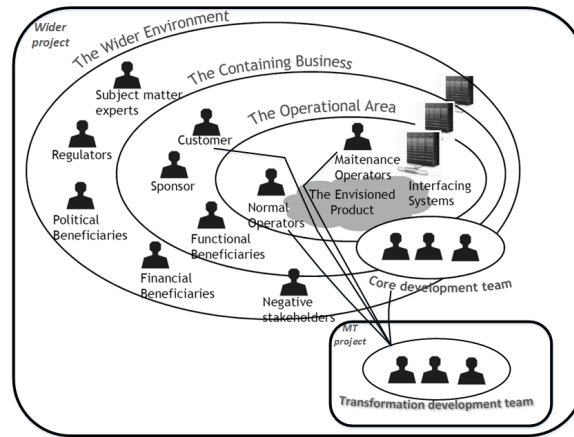 Wider
project
The Wider Environment
The Containing Business
The Operational Area
Subject matter
experts
Customer
Regulators
Maitenance
Operators
Sponsor
The Envisioned
Product
Interfacing
Systems
Normal
Operators
Political
Beneficiaries
Functional
Beneficiaries
Financial
Beneficiaries
Negative
stakeholders
Core development team
MT
project
Transformation development team